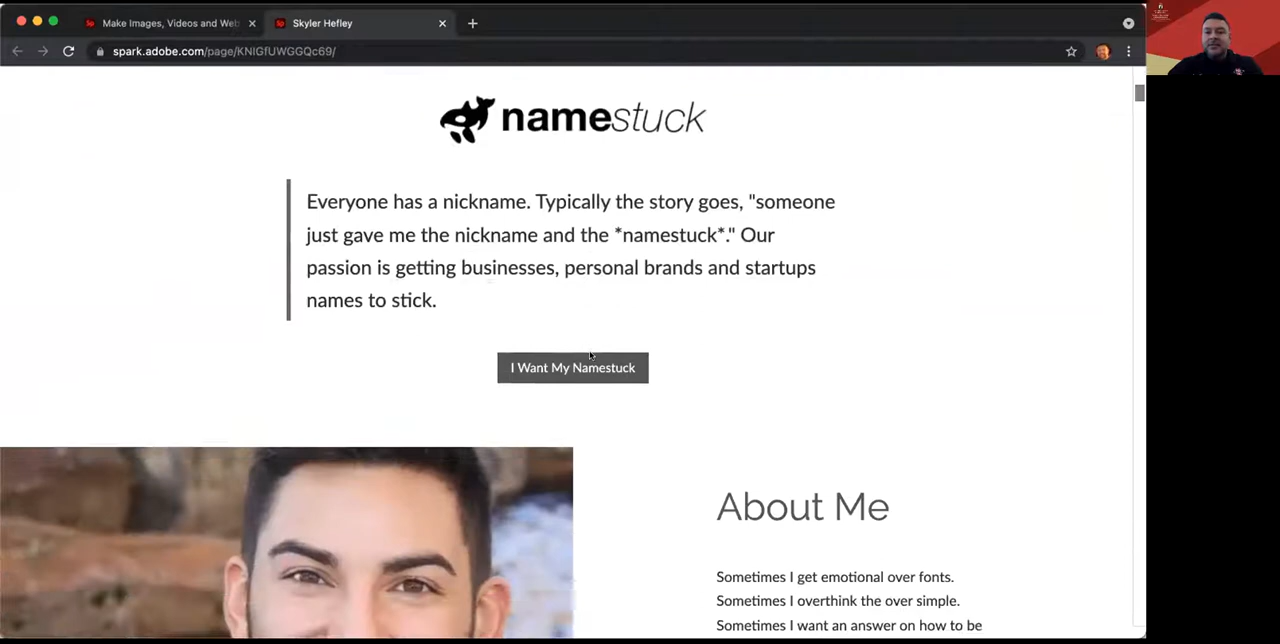 Make Images, Videos and Web
Skyler Hefley
spark.adobe.com/page/KNIGfUWGGQc69/
namestuck
Everyone has a nickname. Typically the story goes, "someone
just gave me the nickname and the *namestuck*." Our
passion is getting businesses, personal brands and startups
names to stick.
I Want My Namestuck
About Me
Sometimes I get emotional over fonts.
Sometimes I overthink the over simple.
Sometimes I want an answer on how to be